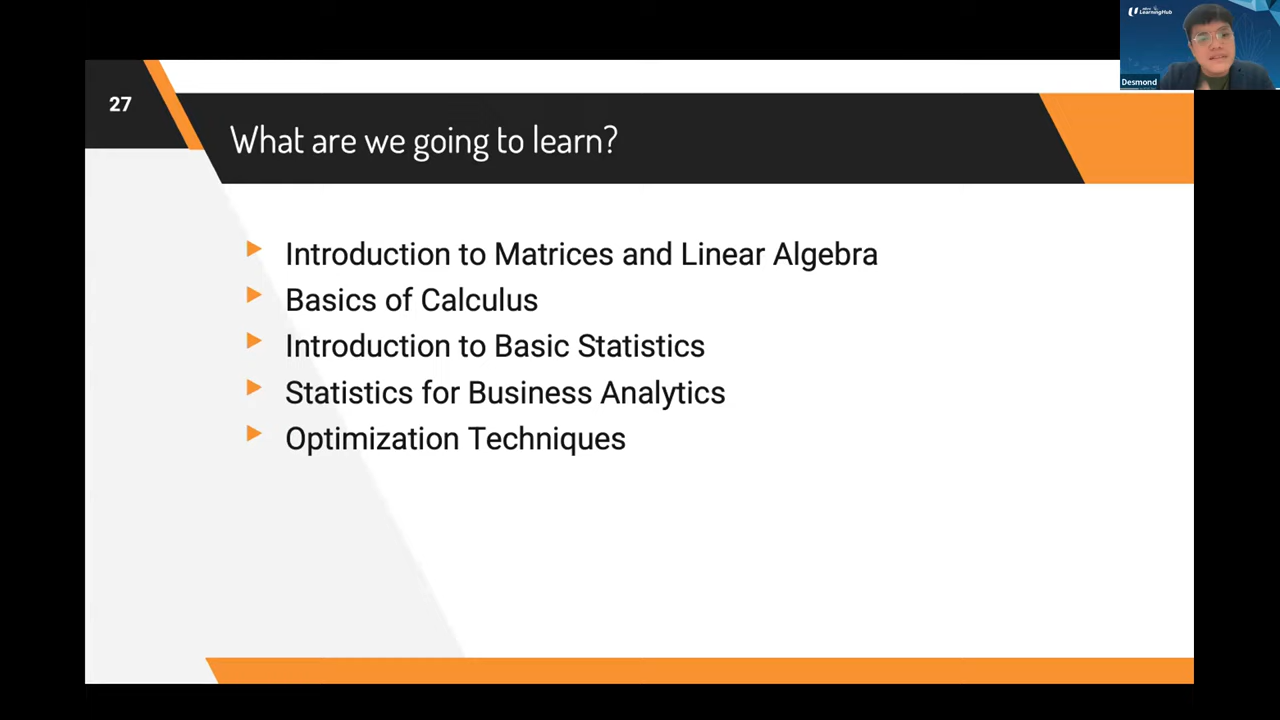 LearningHub
Desmond
27
What are we going to learn?
Introduction to Matrices and Linear Algebra
Basics of Calculus
Introduction to Basic Statistics
Statistics for Business Analytics
Optimization Techniques